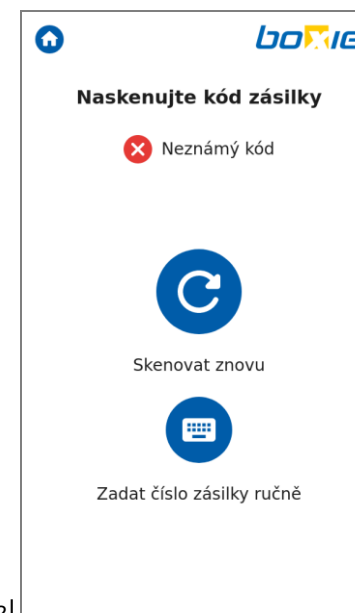 boxie
Naskenujte kód zásilky
Neznámý kód
Skenovat znovu
Zadat číslo zásilky ručně